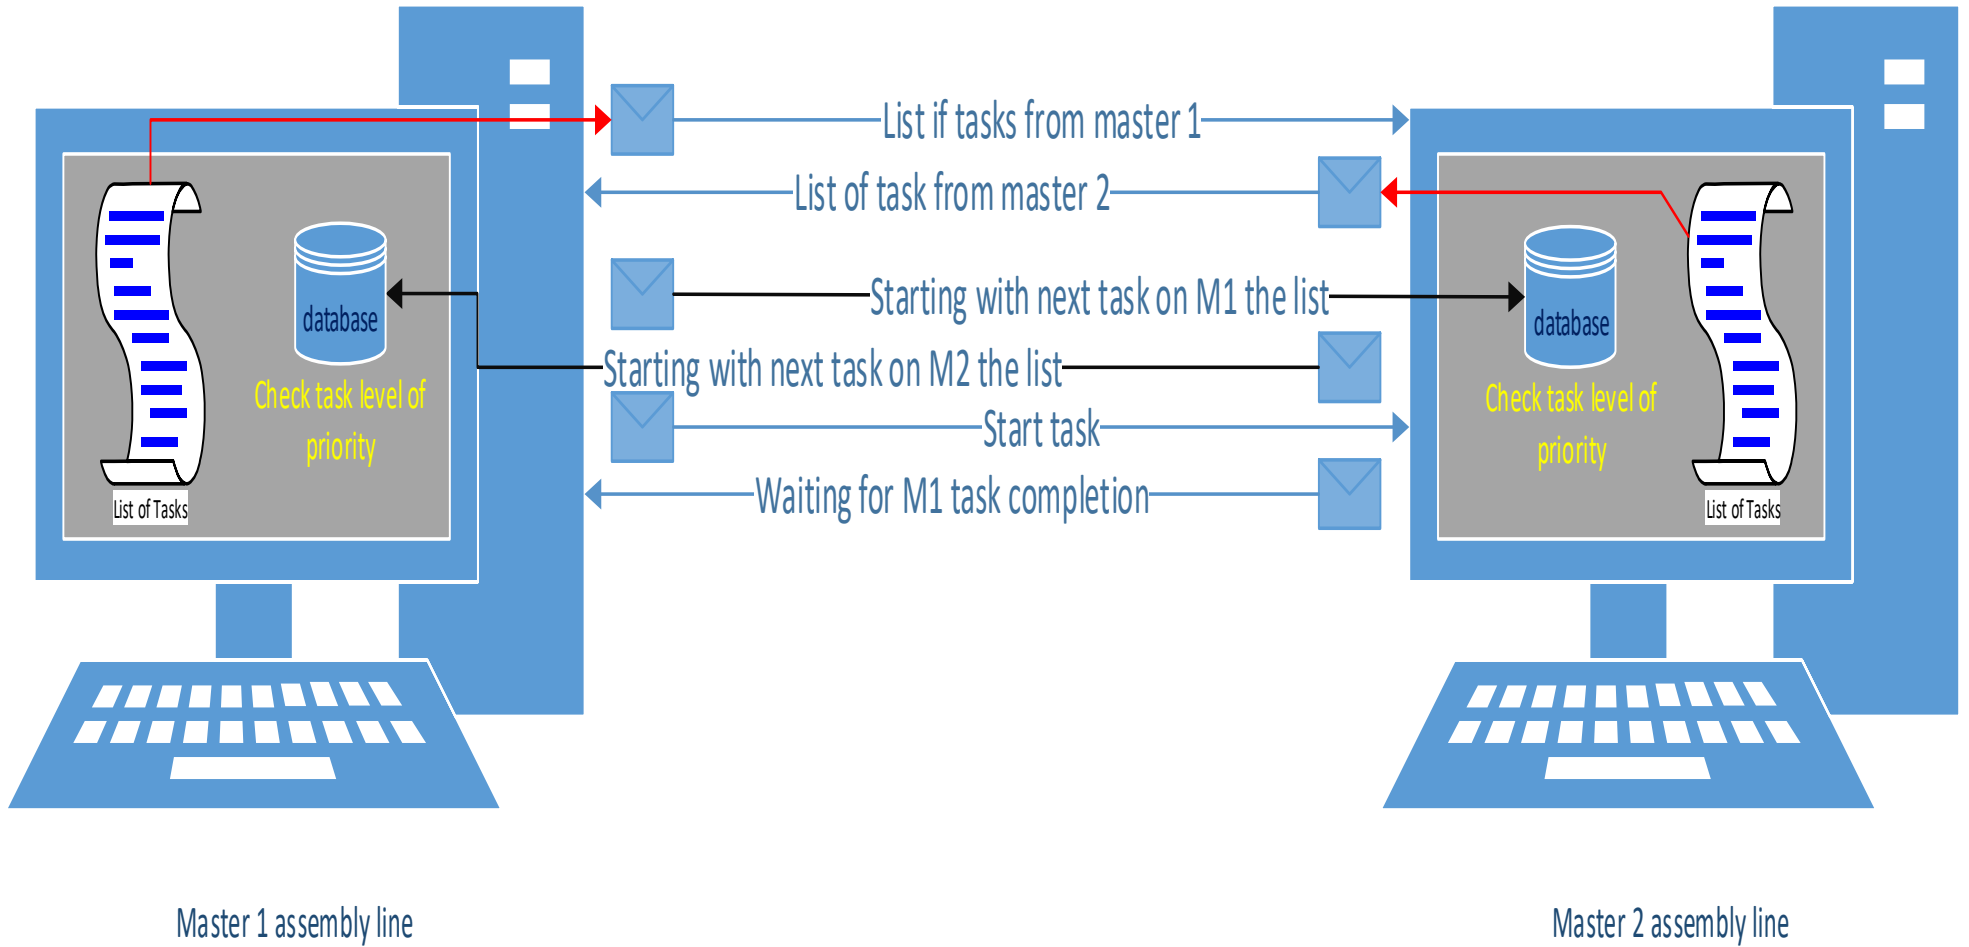 List if tasks from master 1
List of task from master 2
Starting with next task on M1 the list
Starting with next task on M2 the list
Start task
Waiting for M1 task completion
database
Check task level of
priority
List of Tasks
database
Check task level of
priority
List of Tasks
Master 1 assembly line
Master 2 assembly line